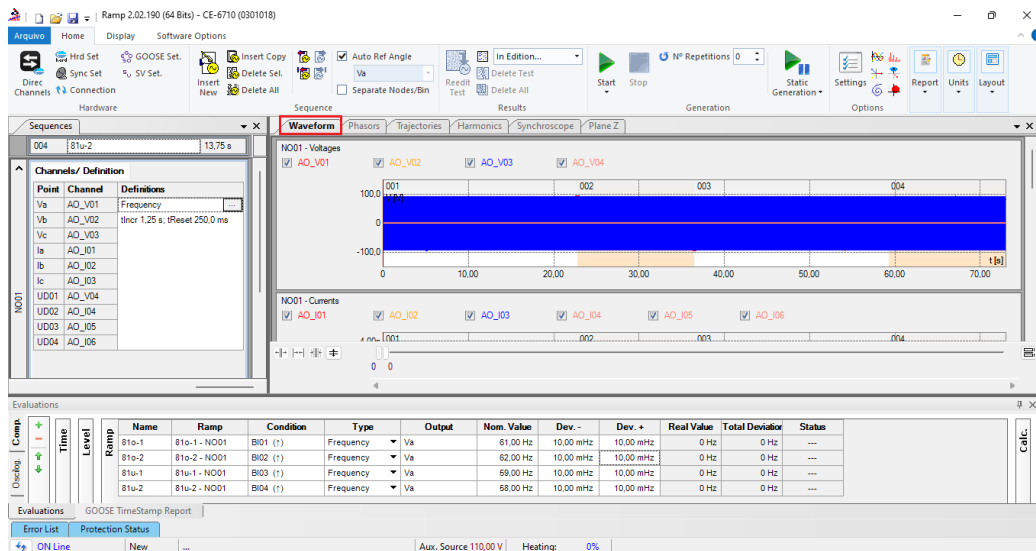 Ramp 2.02.190 (64 Bits) - CE-6710 (0301018)
Arquivo Home Display Software Options
Direc Channels
Hrd Set
Sync Set
Connection
GOOSE Set.
SV Set.
Hardware
Insert New
Insert Copy
Delete Sel.
Delete All
Auto Ref Angle
Va
Separate Nodes/Bin
Sequence
Reedit Test
In Edition...
Delete Test
Delete All
Results
Start
Stop
Nº Repetitions 0
Static Generation
Generation
Settings
Options
Report
Units
Layout
Sequences
004 81u-2 13,75 s
Channels/ Definition
Point Channel Definitions
Va AO_V01 Frequency ...
Vb AO_V02 tIncr 1,25 s; tReset 250,0 ms
Vc AO_V03
Ia AO_I01
Ib AO_I02
Ic AO_I03
UD01 AO_V04
UD02 AO_I04
UD03 AO_I05
UD04 AO_I06
NO01
Waveform Phasors Trajectories Harmonics Synchroscope Plane Z
NO01 - Voltages
AO_V01 AO_V02 AO_V03 AO_V04
001 002 003 004
100,0
0
-100,0
t [s]
0 10,00 20,00 30,00 40,00 50,00 60,00 70,00
NO01 - Currents
AO_I01 AO_I02 AO_I03 AO_I04 AO_I05 AO_I06
001 002 003 004
0 0
Evaluations
Comp.
Oscilog.
Time
Level
Ramp
Name Ramp Condition Type Output Nom. Value Dev. - Dev. + Real Value Total Deviation Status
81o-1 81o-1 - NO01 BI01 (↑) Frequency Va 61,00 Hz 10,00 mHz 10,00 mHz 0 Hz 0 Hz ---
81o-2 81o-2 - NO01 BI02 (↑) Frequency Va 62,00 Hz 10,00 mHz 10,00 mHz 0 Hz 0 Hz ---
81u-1 81u-1 - NO01 BI03 (↑) Frequency Va 59,00 Hz 10,00 mHz 10,00 mHz 0 Hz 0 Hz ---
81u-2 81u-2 - NO01 BI04 (↑) Frequency Va 58,00 Hz 10,00 mHz 10,00 mHz 0 Hz 0 Hz ---
Calc.
Evaluations GOOSE TimeStamp Report
Error List Protection Status
ON Line New ... Aux. Source 110,00 V Heating: 0%